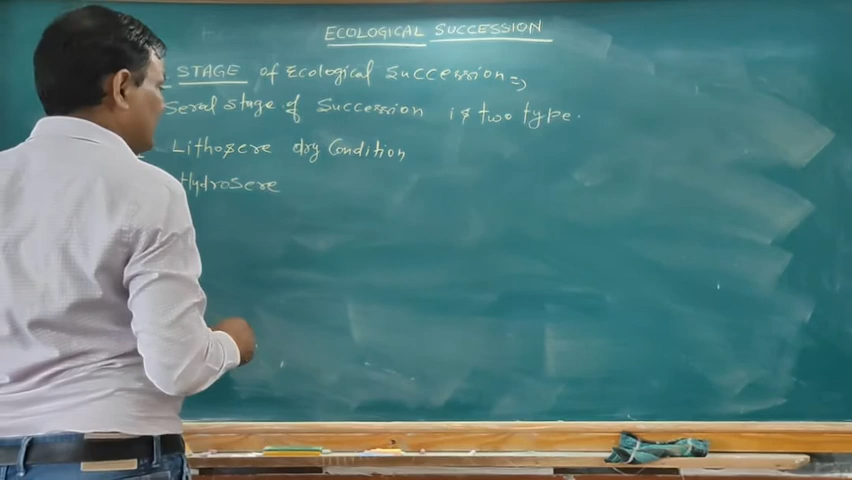 ECOLOGICAL SUCCESSION
STAGE of Ecological Succession ⇒
Seral stage of Succession is two type.
Lithosere dry Condition
Hydrosere